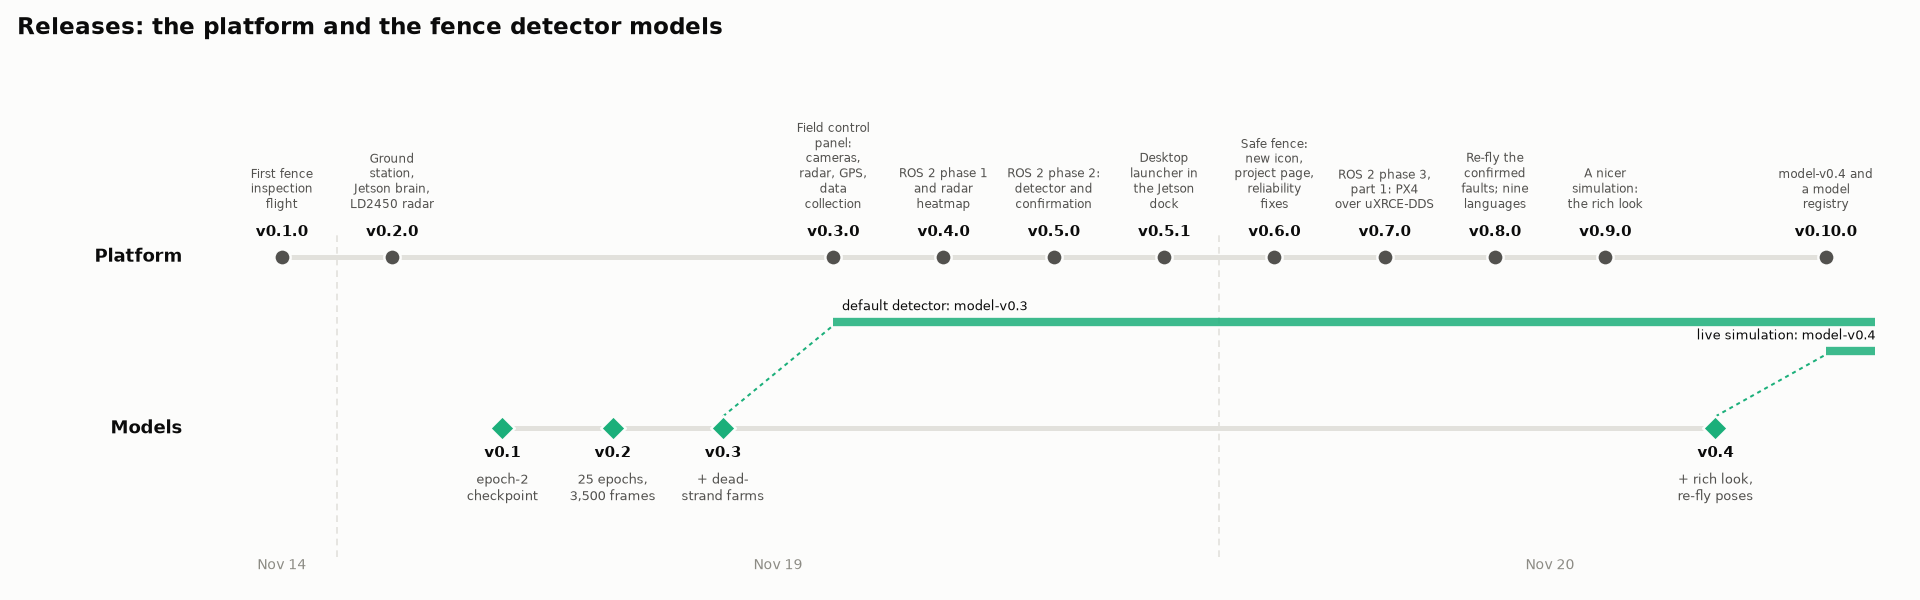 Releases: the platform and the fence detector models
First fence
inspection
flight
v0.1.0
Ground
station,
Jetson brain,
LD2450 radar
v0.2.0
Field control
panel:
cameras,
radar, GPS,
data
collection
v0.3.0
ROS 2 phase 1
and radar
heatmap
v0.4.0
ROS 2 phase 2:
detector and
confirmation
v0.5.0
Desktop
launcher in
the Jetson
dock
v0.5.1
Safe fence:
new icon,
project page,
reliability
fixes
v0.6.0
ROS 2 phase 3,
part 1: PX4
over uXRCE-DDS
v0.7.0
Re-fly the
confirmed
faults; nine
languages
v0.8.0
A nicer
simulation:
the rich look
v0.9.0
model-v0.4 and
a model
registry
v0.10.0
Platform
default detector: model-v0.3
live simulation: model-v0.4
Models
v0.1
epoch-2
checkpoint
v0.2
25 epochs,
3,500 frames
v0.3
+ dead-
strand farms
v0.4
+ rich look,
re-fly poses
Nov 14
Nov 19
Nov 20